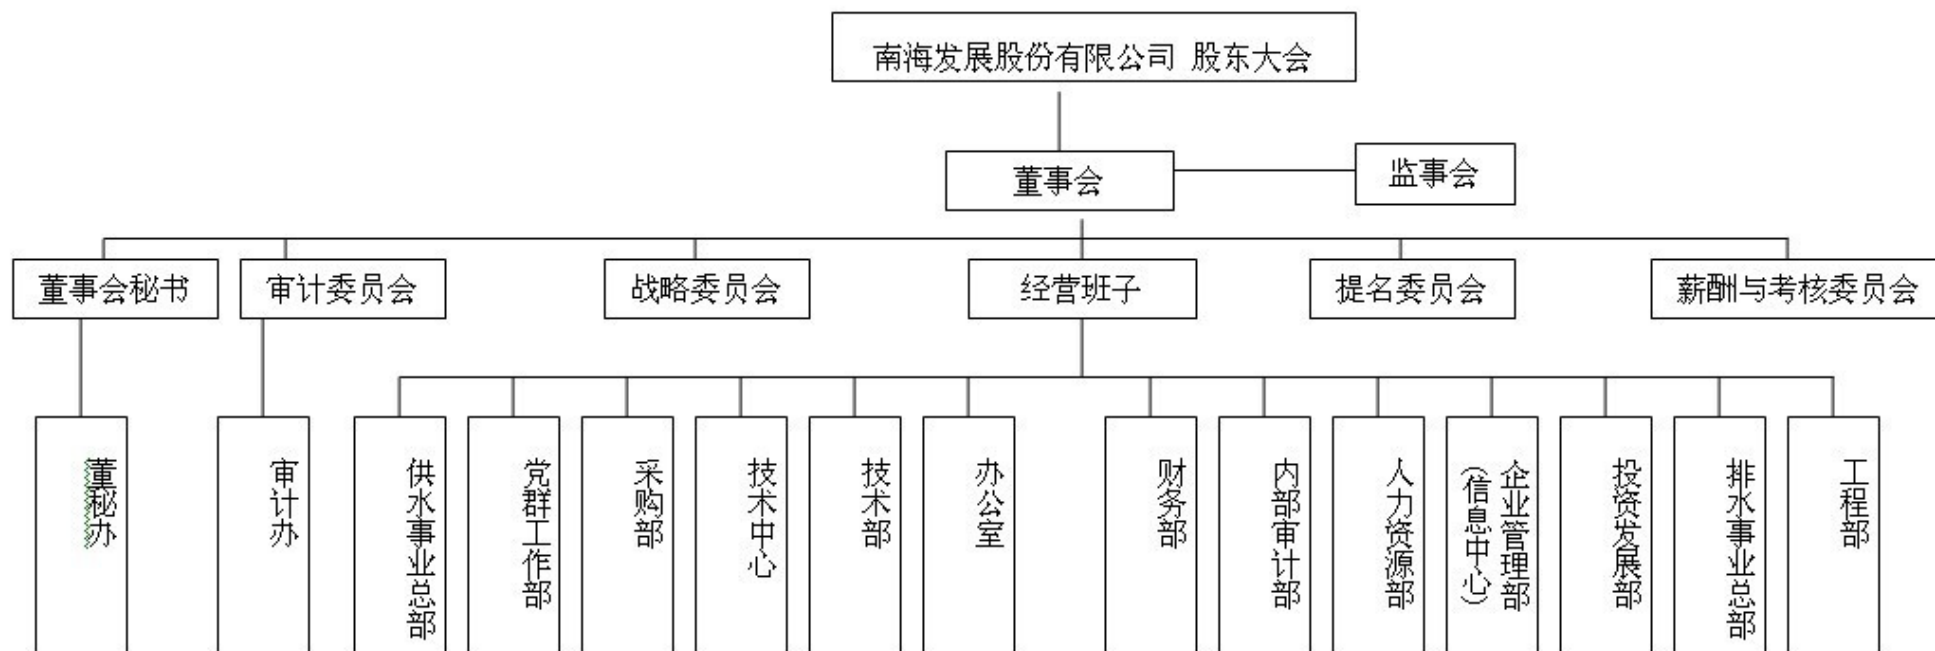 南海发展股份有限公司 股东大会
董事会
监事会
董事会秘书
审计委员会
战略委员会
经营班子
提名委员会
薪酬与考核委员会
董秘办
审计办
供水事业总部
党群工作部
采购部
技术中心
技术部
办公室
财务部
内部审计部
人力资源部
企业管理部
（信息中心）
投资发展部
排水事业总部
工程部